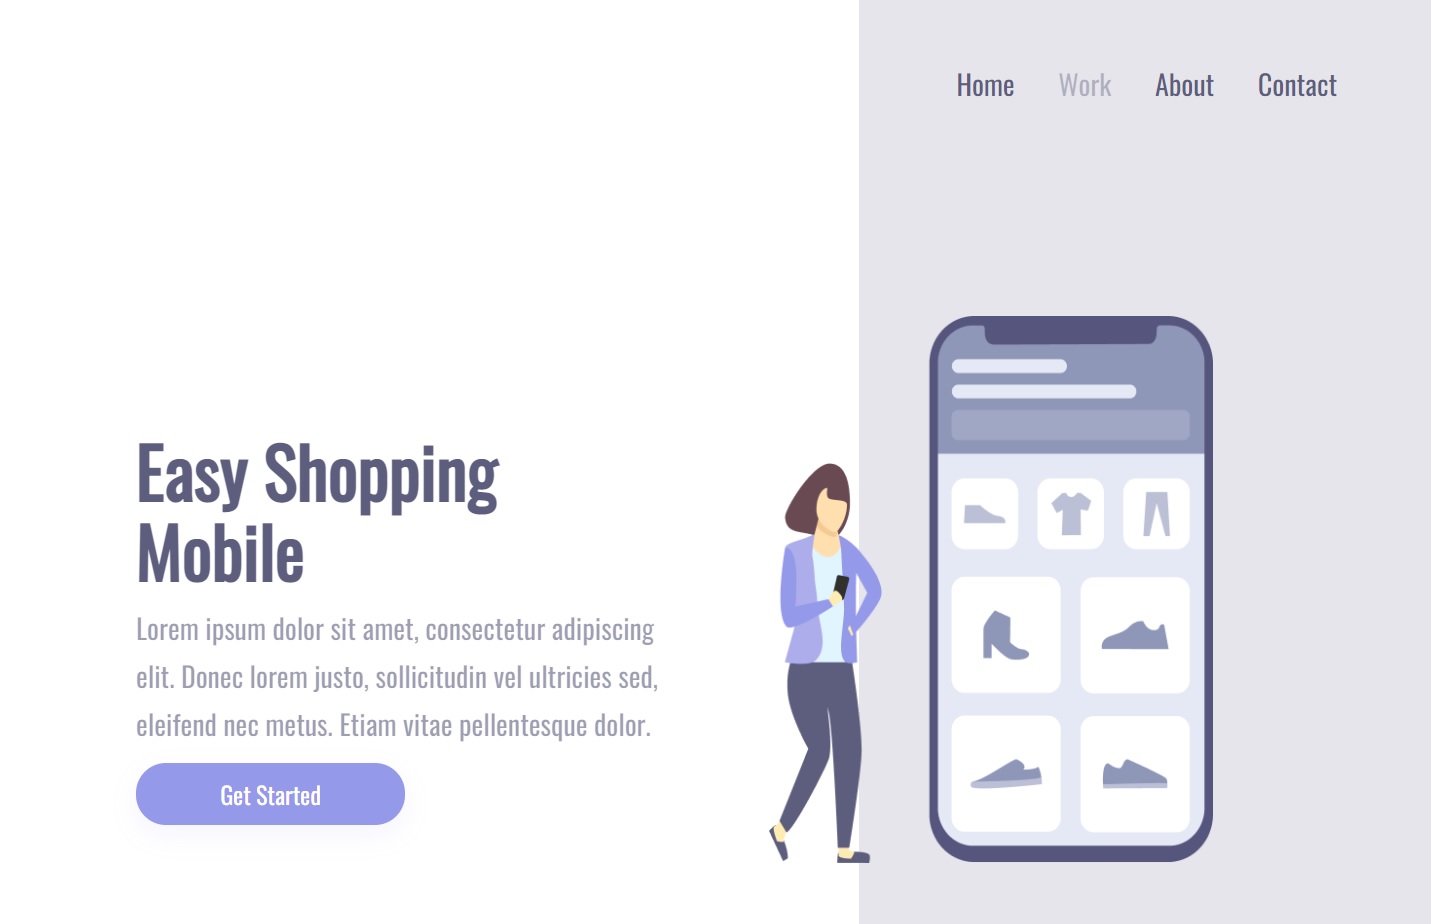 Home Work About Contact
Easy Shopping
Mobile
Lorem ipsum dolor sit amet, consectetur adipiscing
elit. Donec lorem justo, sollicitudin vel ultricies sed,
eleifend nec metus. Etiam vitae pellentesque dolor.
Get Started